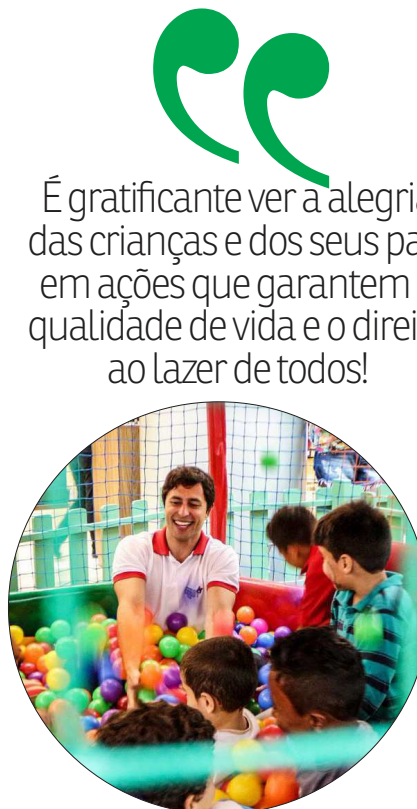 É gratificante ver a alegri
das crianças e dos seus pa
em ações que garantem
qualidade de vida e o direi
ao lazer de todos!